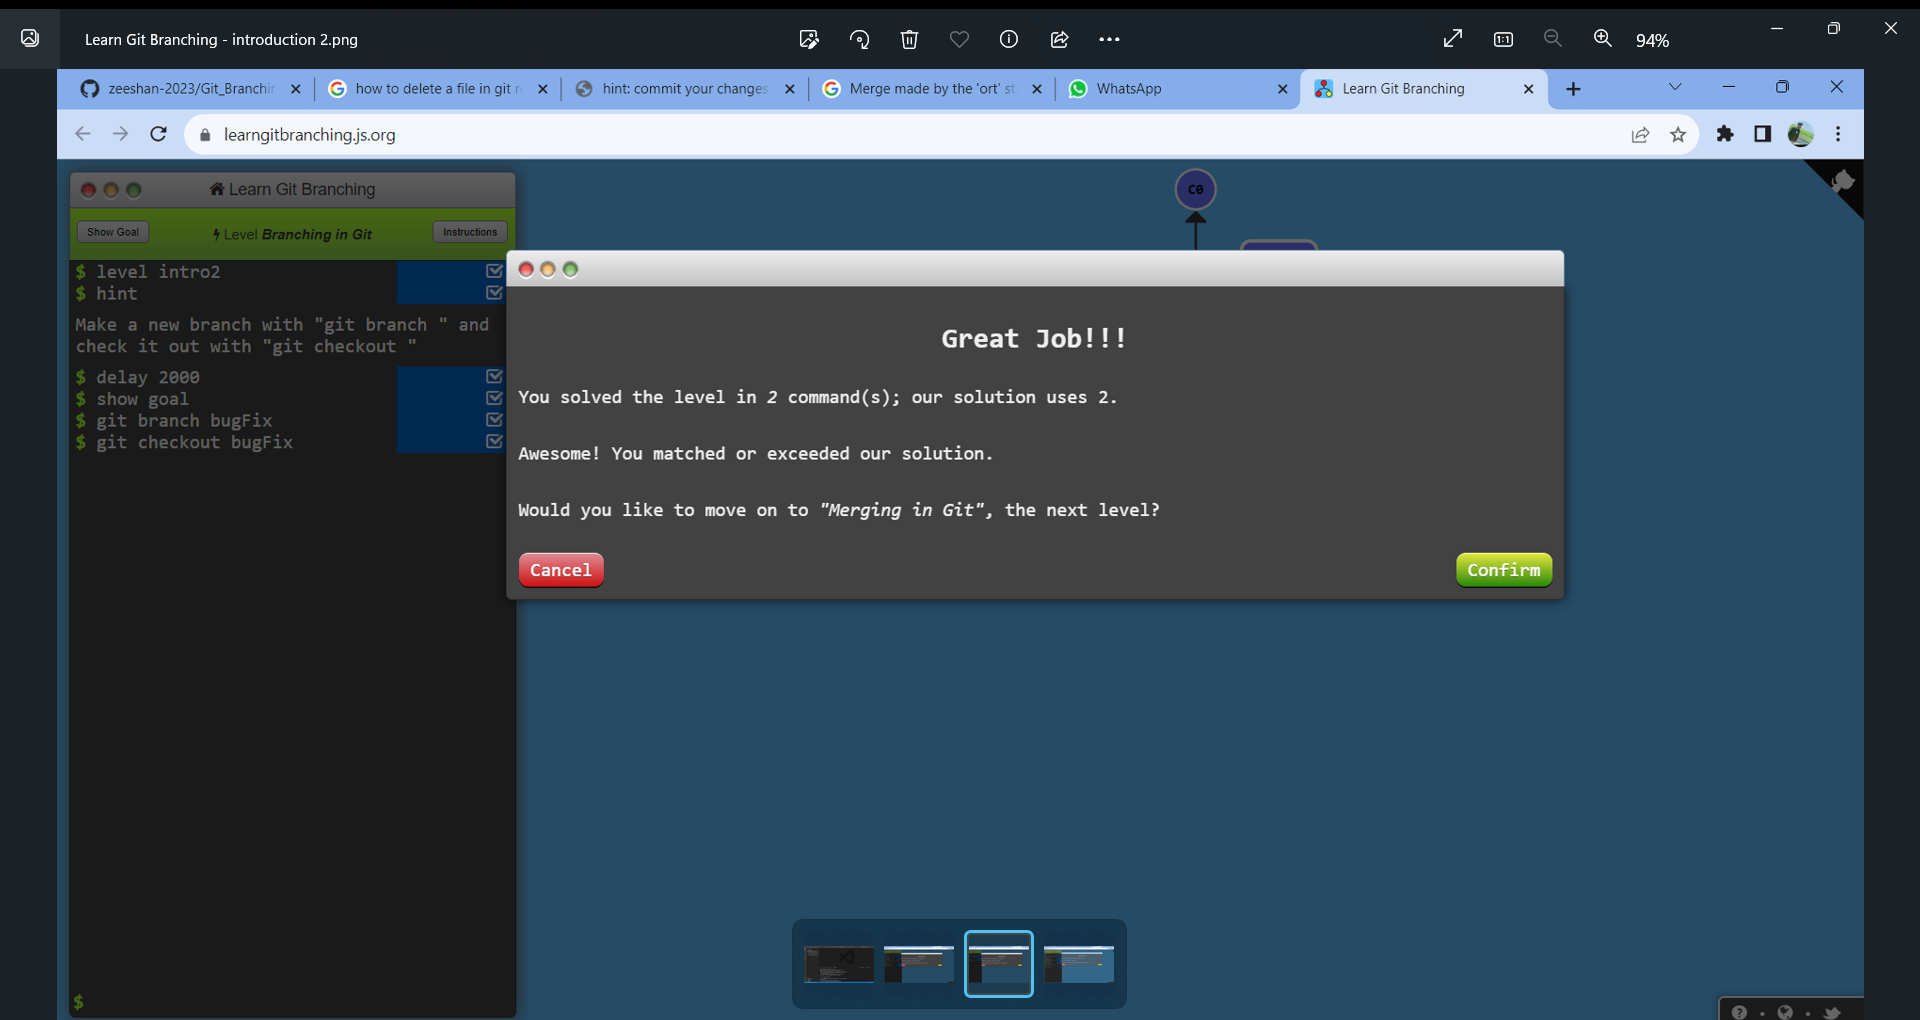 Learn Git Branching - introduction 2.png
94%
zeeshan-2023/Git_Branchin
how to delete a file in git re
hint: commit your changes
Merge made by the 'ort' st
WhatsApp
Learn Git Branching
learngitbranching.js.org
Learn Git Branching
C0
Show Goal
Level Branching in Git
Instructions
$ level intro2
$ hint
Make a new branch with "git branch " and
check it out with "git checkout "
$ delay 2000
$ show goal
$ git branch bugFix
$ git checkout bugFix
Great Job!!!
You solved the level in 2 command(s); our solution uses 2.
Awesome! You matched or exceeded our solution.
Would you like to move on to "Merging in Git", the next level?
Cancel
Confirm
$